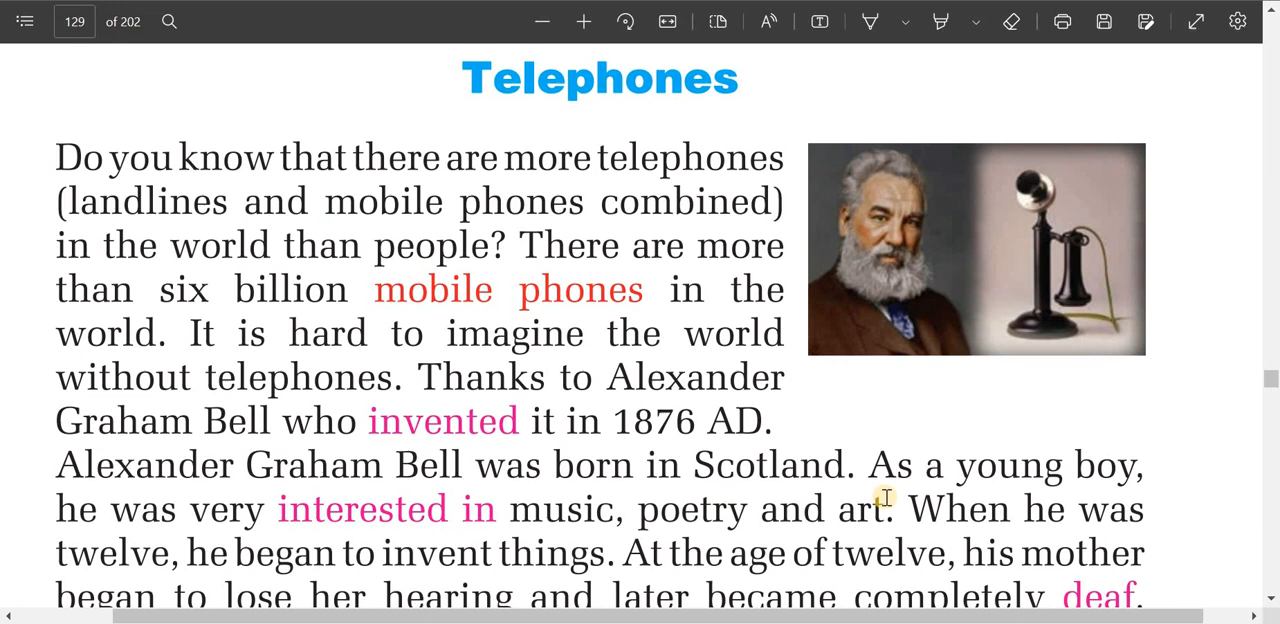 129 of 202
Telephones
Do you know that there are more telephones
(landlines and mobile phones combined)
in the world than people? There are more
than six billion mobile phones in the
world. It is hard to imagine the world
without telephones. Thanks to Alexander
Graham Bell who invented it in 1876 AD.
Alexander Graham Bell was born in Scotland. As a young boy,
he was very interested in music, poetry and art. When he was
twelve, he began to invent things. At the age of twelve, his mother
began to lose her hearing and later became completely deaf.